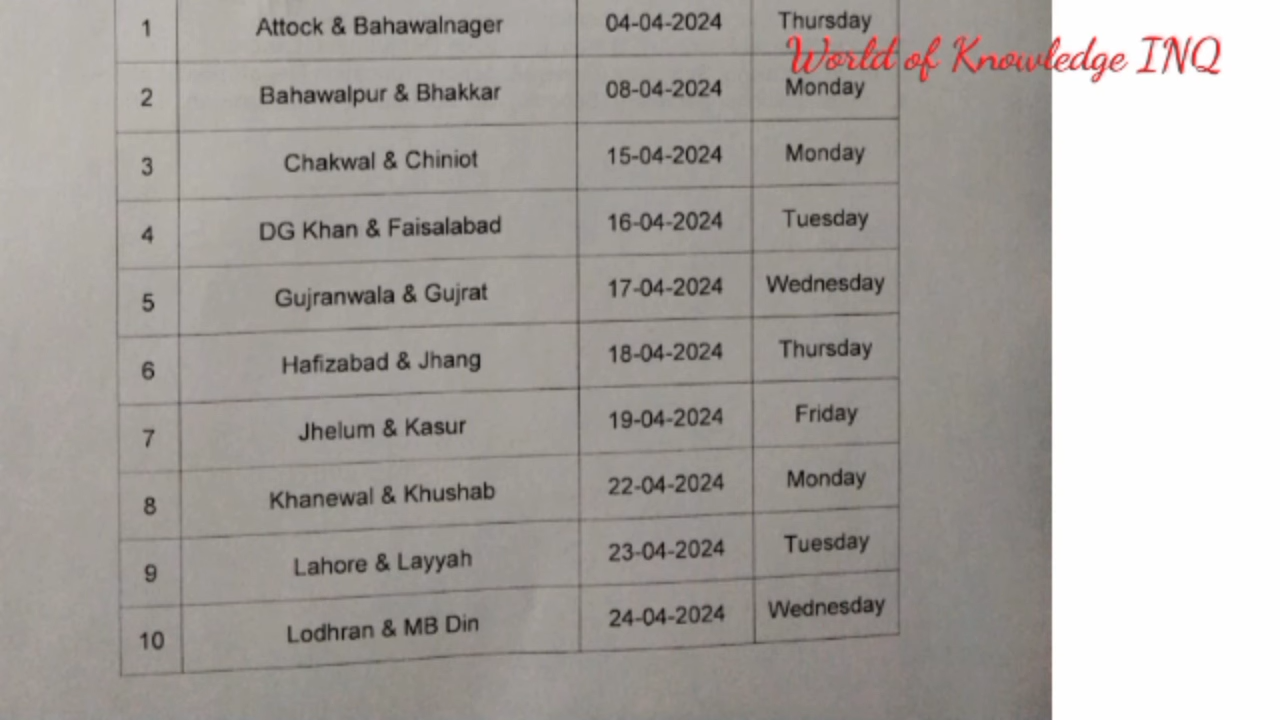 1 Attock & Bahawalnager 04-04-2024 Thursday
World of Knowledge INQ
2 Bahawalpur & Bhakkar 08-04-2024 Monday
3 Chakwal & Chiniot 15-04-2024 Monday
4 DG Khan & Faisalabad 16-04-2024 Tuesday
5 Gujranwala & Gujrat 17-04-2024 Wednesday
6 Hafizabad & Jhang 18-04-2024 Thursday
7 Jhelum & Kasur 19-04-2024 Friday
8 Khanewal & Khushab 22-04-2024 Monday
9 Lahore & Layyah 23-04-2024 Tuesday
10 Lodhran & MB Din 24-04-2024 Wednesday